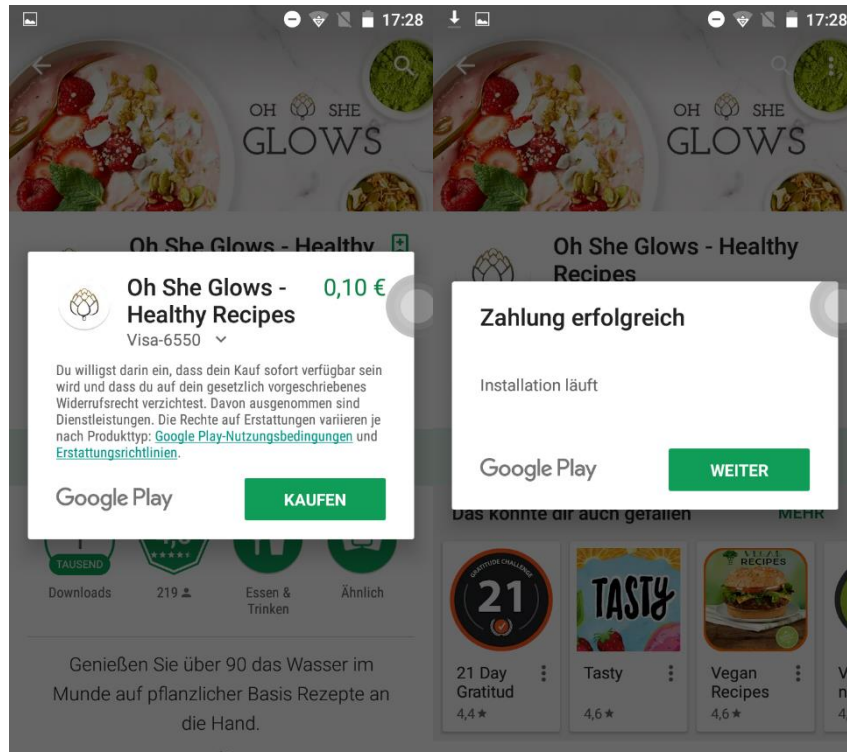 17:28
OH SHE
GLOWS
Oh She Glows - Healthy
Oh She Glows -
Healthy Recipes
0,10 €
Visa-6550
Du willigst darin ein, dass dein Kauf sofort verfügbar sein
wird und dass du auf dein gesetzlich vorgeschriebenes
Widerrufsrecht verzichtest. Davon ausgenommen sind
Dienstleistungen. Die Rechte auf Erstattungen variieren je
nach Produkttyp: Google Play-Nutzungsbedingungen und
Erstattungsrichtlinien.
Google Play
KAUFEN
TAUSEND
Downloads
219
Essen &
Trinken
Ähnlich
Genießen Sie über 90 das Wasser im
Munde auf pflanzlicher Basis Rezepte an
die Hand.
17:28
OH SHE
GLOWS
Oh She Glows - Healthy
Recipes
Zahlung erfolgreich
Installation läuft
Google Play
WEITER
Das könnte dir auch gefallen
MEHR
GRATITUDE CHALLENGE
21
TASTY
VEGAN
RECIPES
21 Day
Gratitud
4,4★
Tasty
4,6★
Vegan
Recipes
4,6★